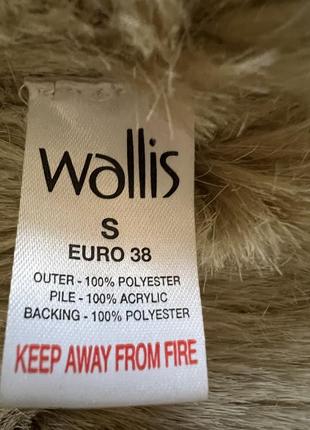 wallis
S
EURO 38
OUTER - 100% POLYESTER
PILE - 100% ACRYLIC
BACKING - 100% POLYESTER
KEEP AWAY FROM FIRE